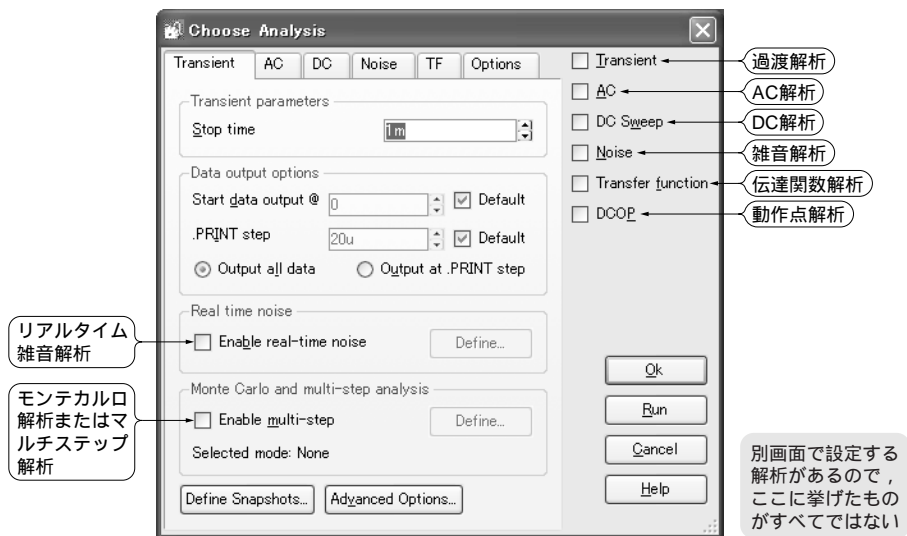 Choose Analysis
Transient AC DC Noise TF Options
Transient parameters
Stop time 1m
Data output options
Start data output @ 0 Default
.PRINT step 20u Default
Output all data Output at .PRINT step
Real time noise
Enable real-time noise Define...
Monte Carlo and multi-step analysis
Enable multi-step Define...
Selected mode: None
Define Snapshots... Advanced Options...
Transient
AC
DC Sweep
Noise
Transfer function
DCOP
Ok
Run
Cancel
Help
過渡解析
AC解析
DC解析
雑音解析
伝達関数解析
動作点解析
リアルタイム
雑音解析
モンテカルロ
解析またはマ
ルチステップ
解析
別画面で設定する
解析があるので，
ここに挙げたもの
がすべてではない